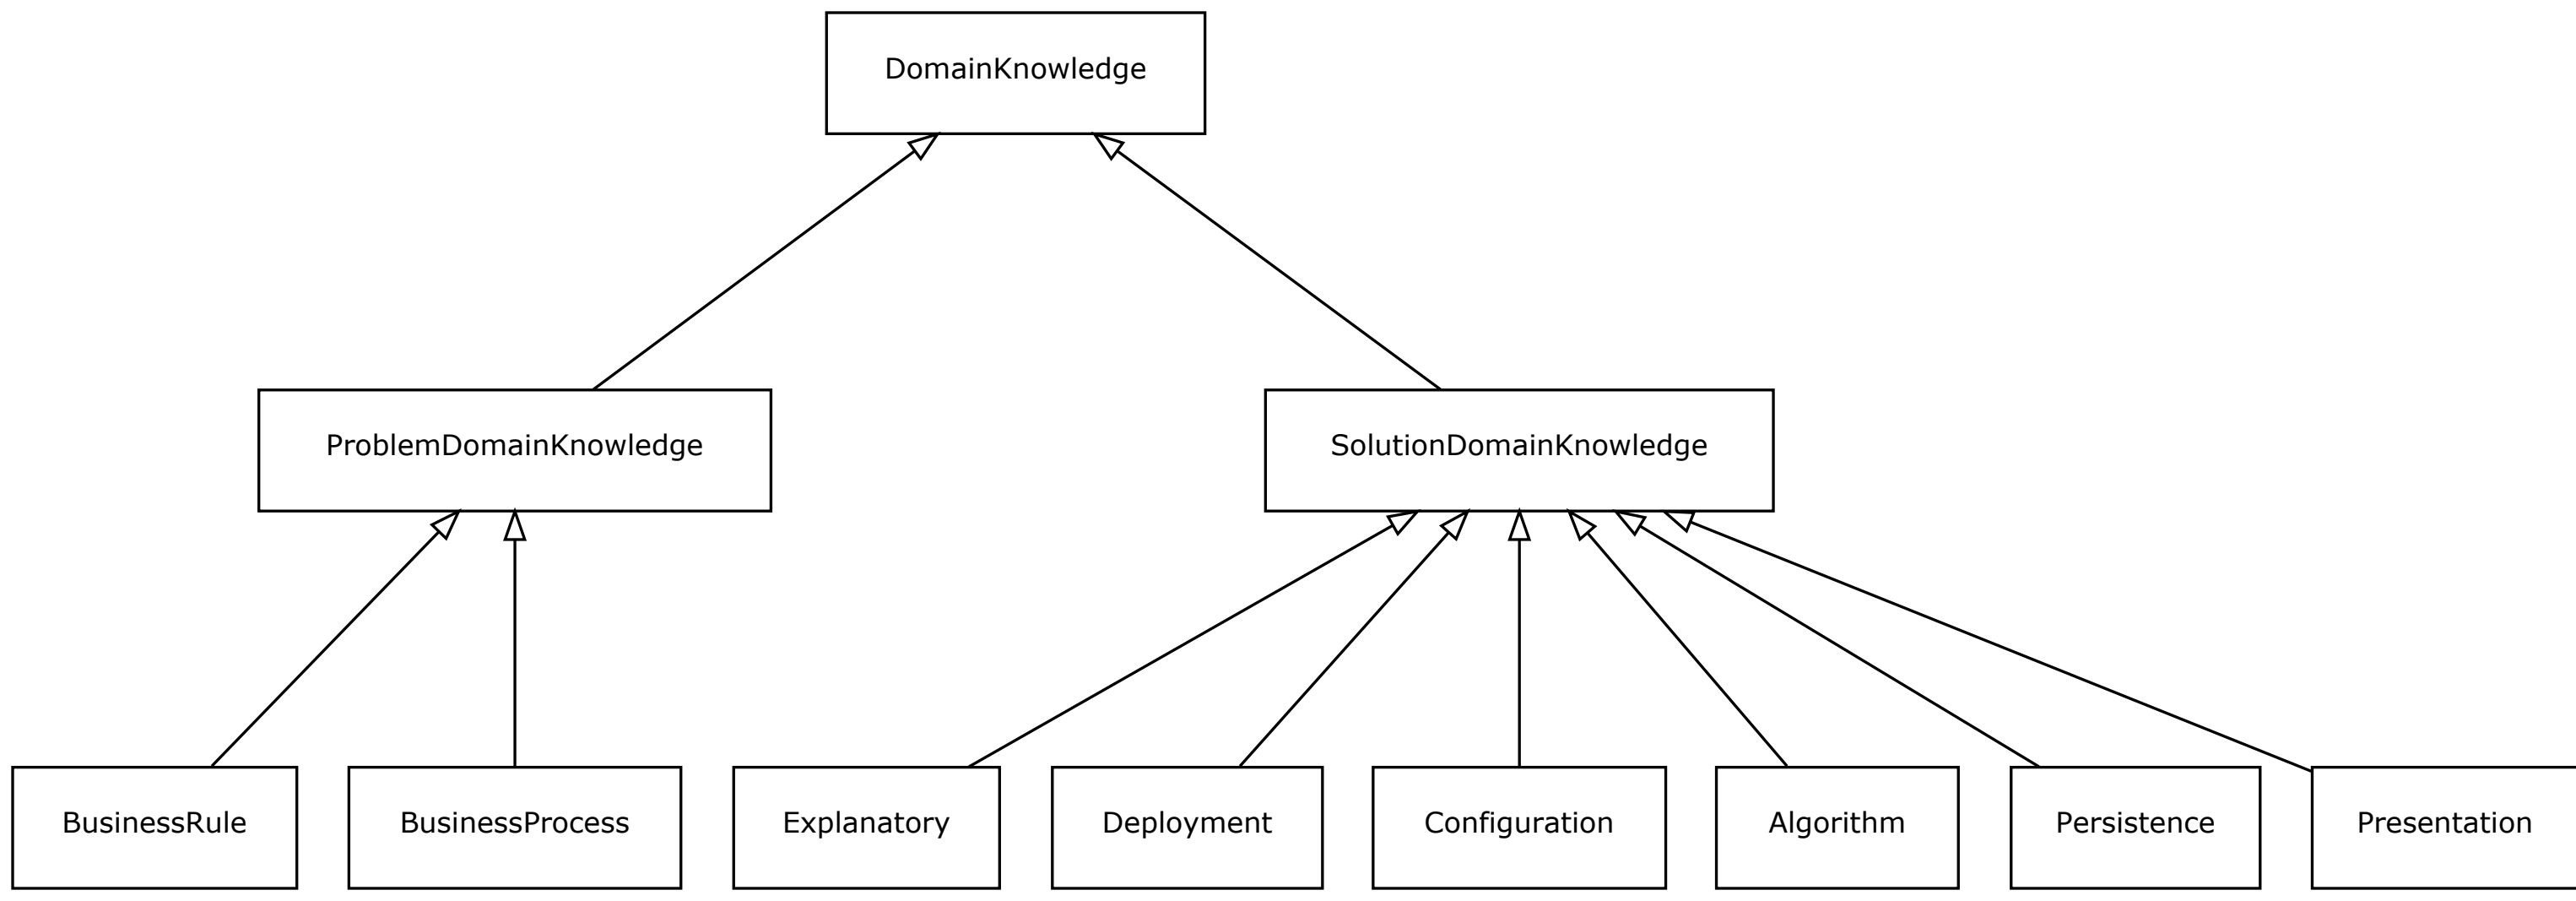 DomainKnowledge
ProblemDomainKnowledge
SolutionDomainKnowledge
BusinessRule
BusinessProcess
Explanatory
Deployment
Configuration
Algorithm
Persistence
Presentation